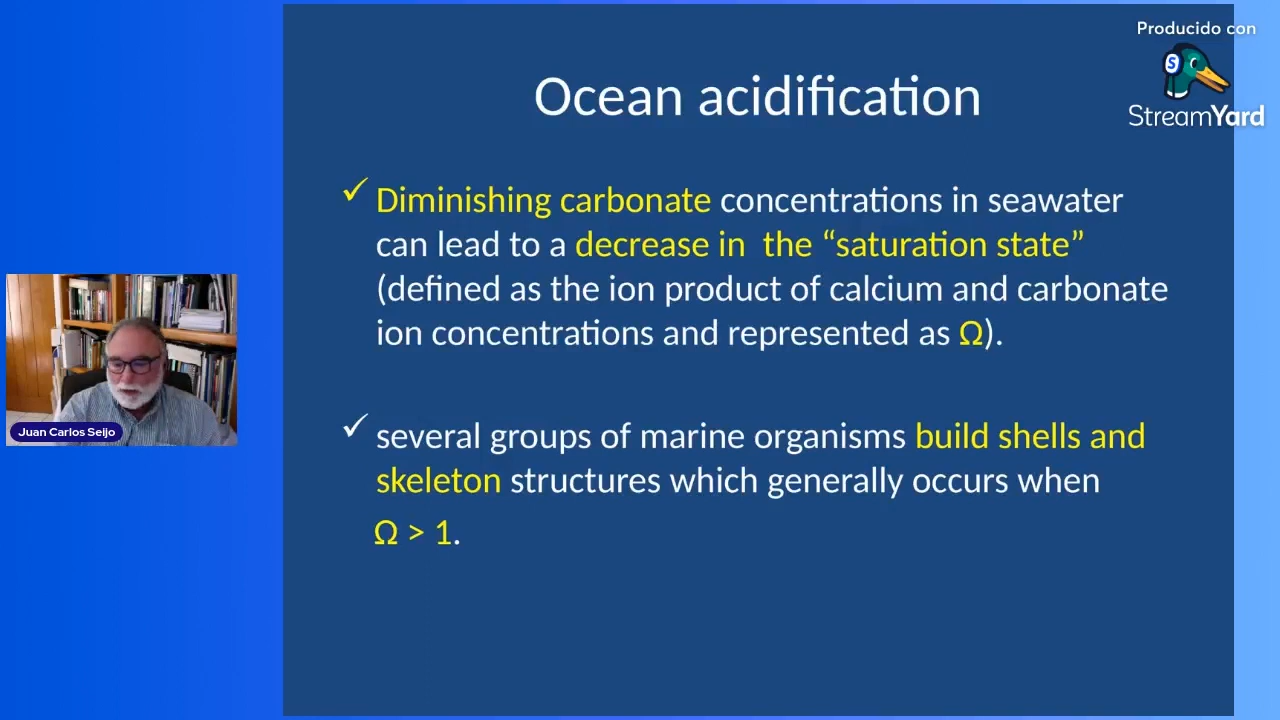 Producido con
StreamYard
Ocean acidification
✓ Diminishing carbonate concentrations in seawater
can lead to a decrease in  the “saturation state”
(defined as the ion product of calcium and carbonate
ion concentrations and represented as Ω).
✓ several groups of marine organisms build shells and
skeleton structures which generally occurs when
Ω > 1.
Juan Carlos Seijo